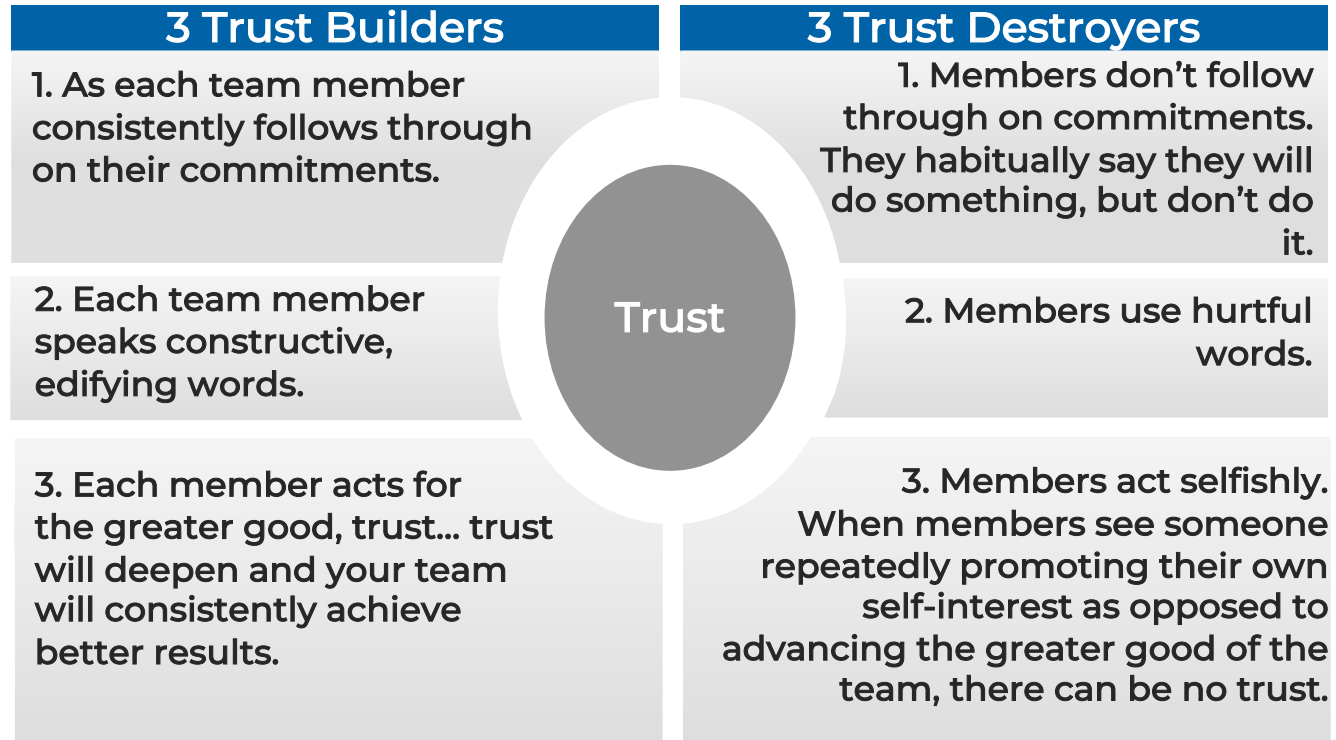 3 Trust Builders
1. As each team member
consistently follows through
on their commitments.
2. Each team member
speaks constructive,
edifying words.
3. Each member acts for
the greater good, trust... trust
will deepen and your team
will consistently achieve
better results.
Trust
3 Trust Destroyers
1. Members don’t follow
through on commitments.
They habitually say they will
do something, but don’t do
it.
2. Members use hurtful
words.
3. Members act selfishly.
When members see someone
repeatedly promoting their own
self-interest as opposed to
advancing the greater good of the
team, there can be no trust.